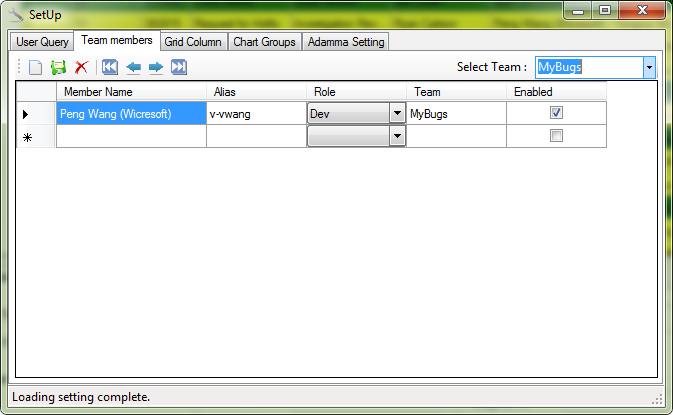 SetUp
User Query Team members Grid Column Chart Groups Adamma Setting
Select Team : MyBugs
Member Name Alias Role Team Enabled
Peng Wang (Wicresoft) v-vwang Dev MyBugs
Loading setting complete.